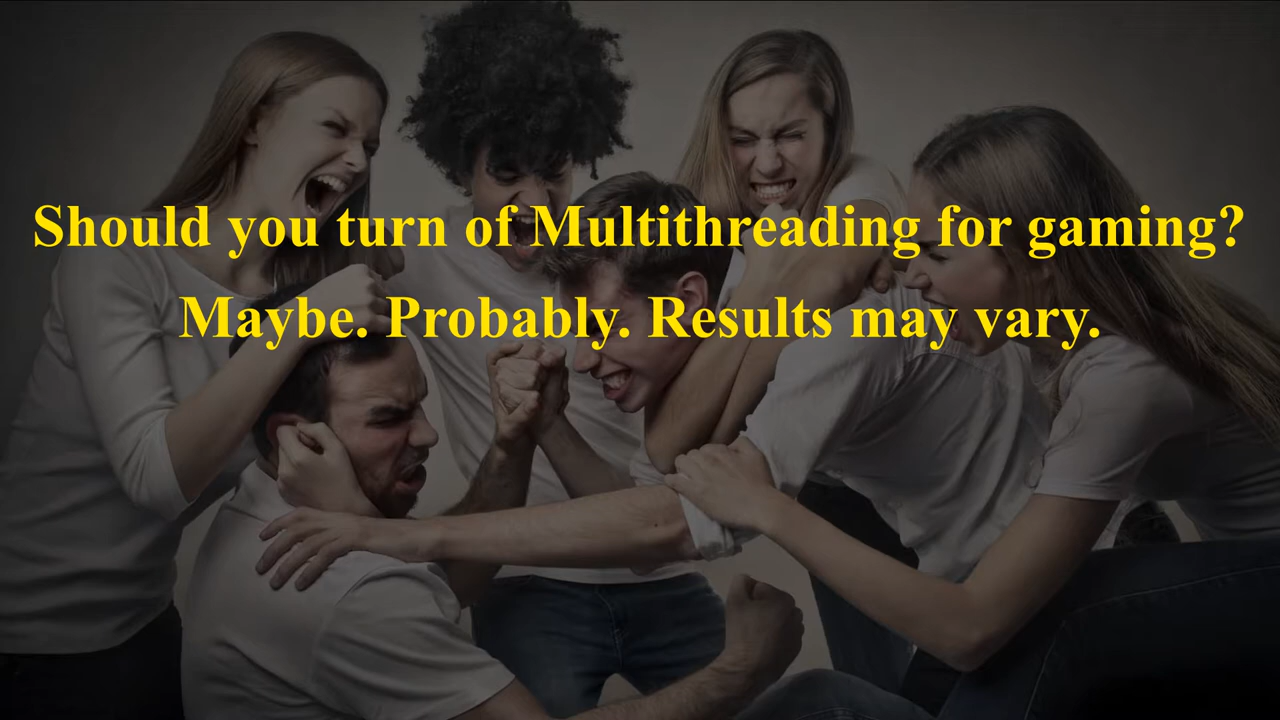 Should you turn of Multithreading for gaming?
Maybe. Probably. Results may vary.